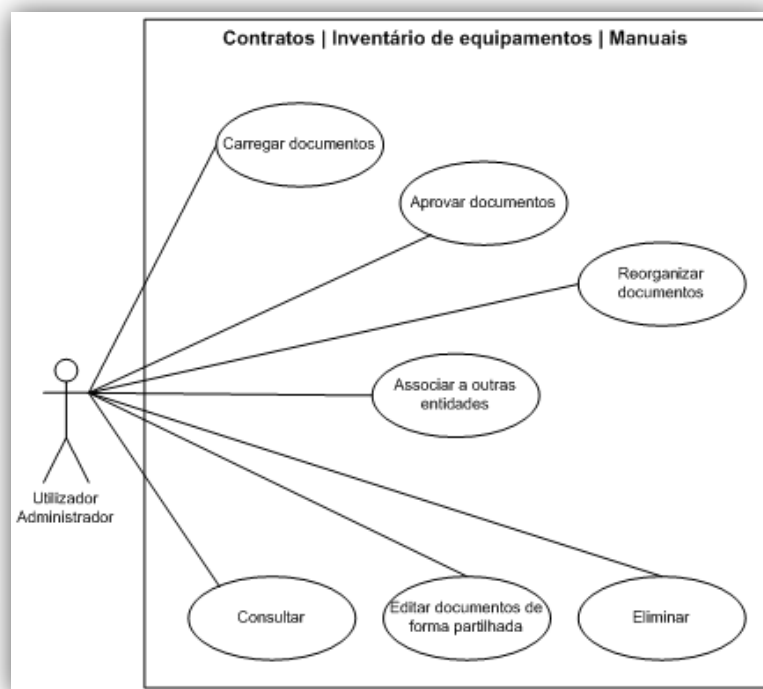 Contratos | Inventário de equipamentos | Manuais
Carregar documentos
Aprovar documentos
Reorganizar
documentos
Associar a outras
entidades
Utilizador
Administrador
Consultar
Editar documentos de
forma partilhada
Eliminar